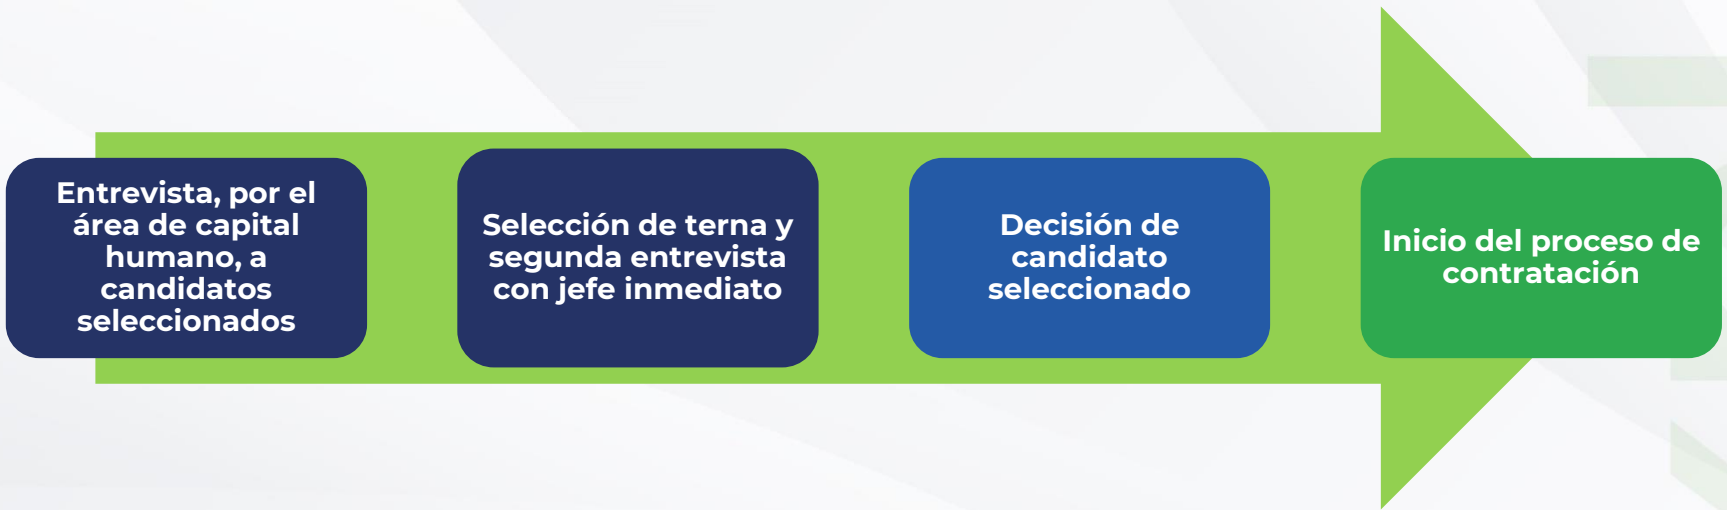 Entrevista, por el
área de capital
humano, a
candidatos
seleccionados
Selección de terna y
segunda entrevista
con jefe inmediato
Decisión de
candidato
seleccionado
Inicio del proceso de
contratación